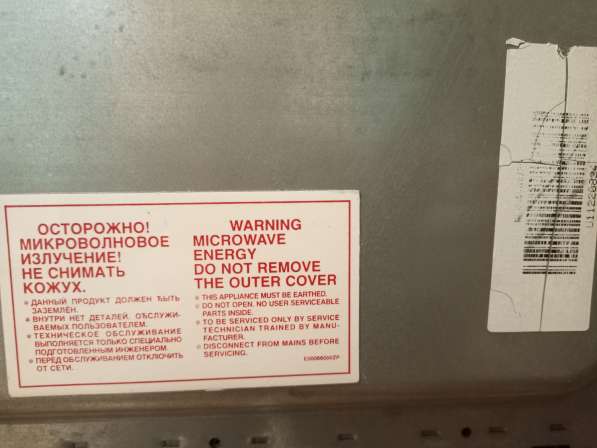 ОСТОРОЖНО!
МИКРОВОЛНОВОЕ
ИЗЛУЧЕНИЕ!
НЕ СНИМАТЬ
КОЖУХ.
ДАННЫЙ ПРОДУКТ ДОЛЖЕН ЂЫТЬ
ЗАЗЕМЛЕН.
ВНУТРИ НЕТ ДЕТАЛЕЙ, ОЂСЛУЖИ-
ВАЕМЫХ ПОЛЬЗОВАТЕЛЕМ.
ТЕХНИЧЕСКОЕ ОБСЛУЖИВАНИЕ
ВЫПОЛНЯЕТСЯ ТОЛЬКО СПЕЦИАЛЬНО
ПОДГОТОВЛЕННЫМ ИНЖЕНЕРОМ.
ПЕРЕД ОБСЛУЖИВАНИЕМ ОТКЛЮЧИТЬ
ОТ СЕТИ.
WARNING
MICROWAVE
ENERGY
DO NOT REMOVE
THE OUTER COVER
THIS APPLIANCE MUST BE EARTHED.
DO NOT OPEN. NO USER SERVICEABLE
PARTS INSIDE.
TO BE SERVICED ONLY BY SERVICE
TECHNICIAN TRAINED BY MANU-
FACTURER.
DISCONNECT FROM MAINS BEFORE
SERVICING.